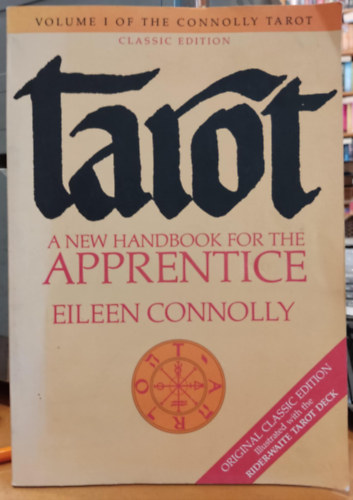 VOLUME I OF THE CONNOLLY TAROT
CLASSIC EDITION
tarot
A NEW HANDBOOK FOR THE
APPRENTICE
EILEEN CONNOLLY
ORIGINAL CLASSIC EDITION
Illustrated with the
RIDER-WAITE TAROT DECK